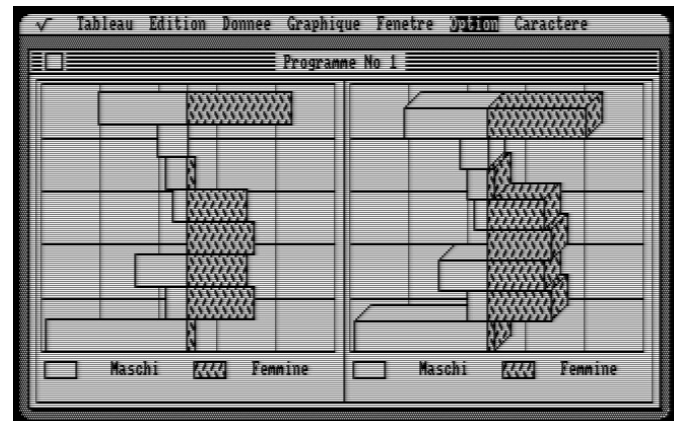 √ Tableau Edition Donnee Graphique Fenetre Option Caractere
Programme No 1
Maschi Femmine Maschi Femmine